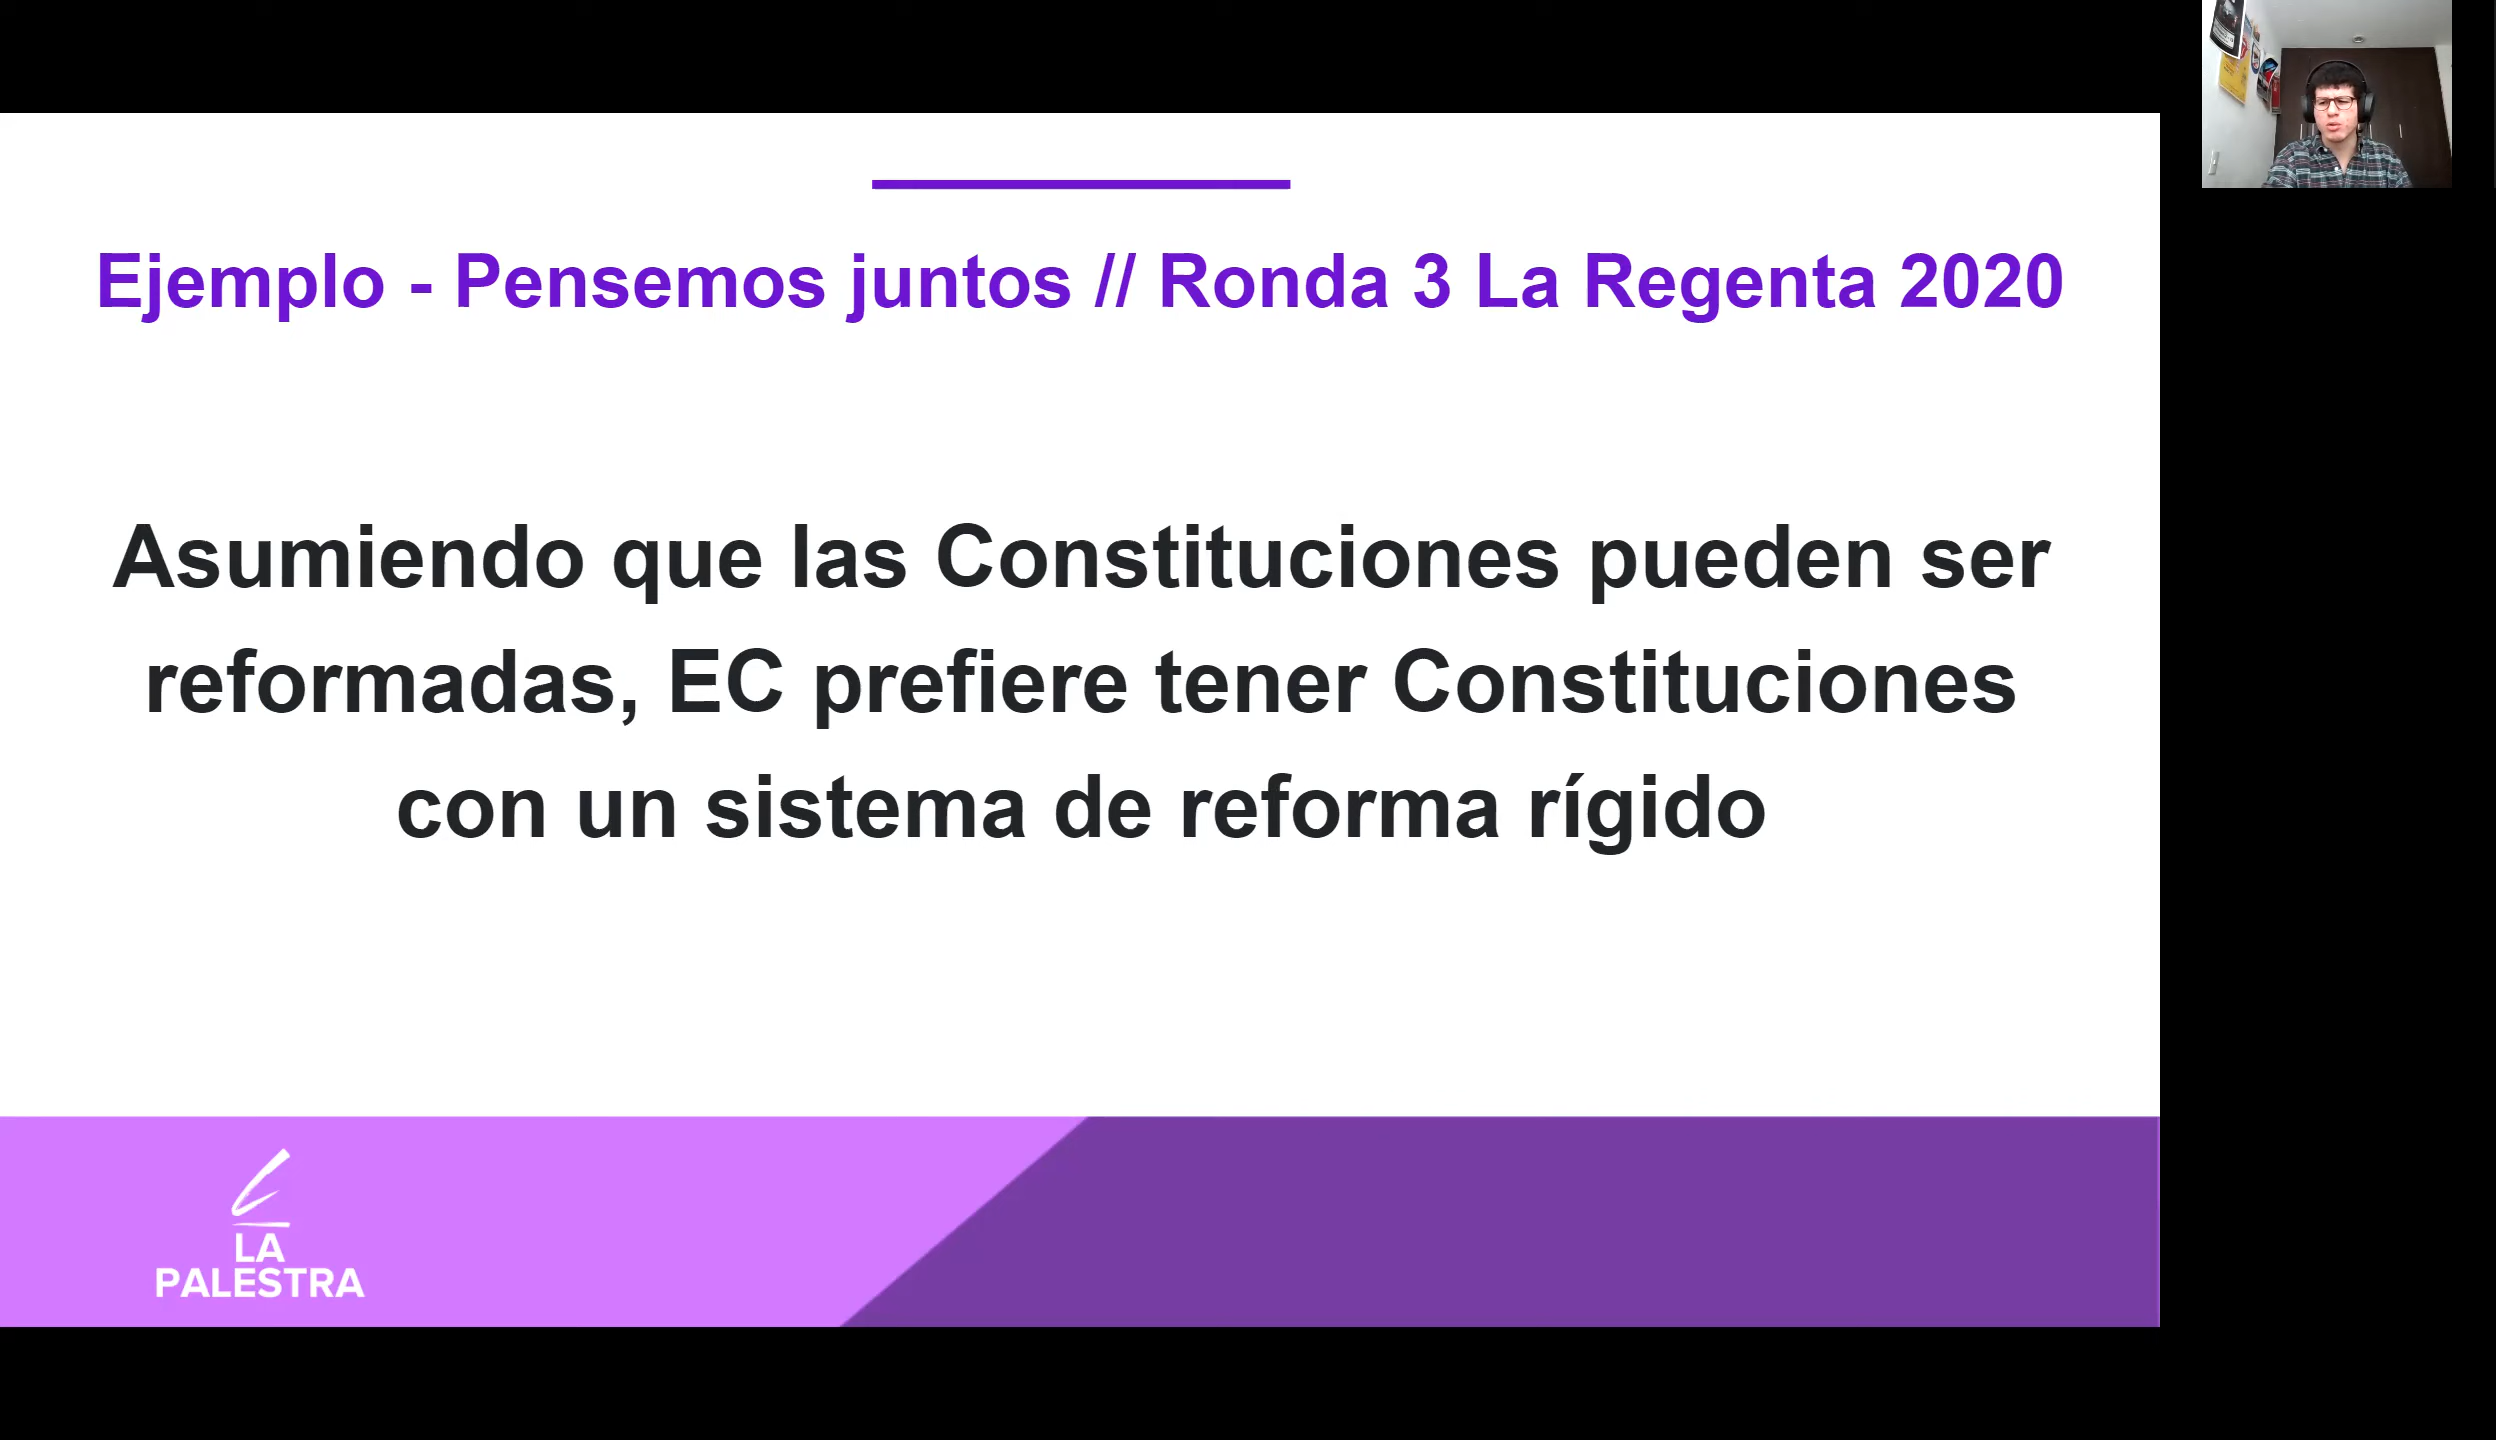 Ejemplo - Pensemos juntos // Ronda 3 La Regenta 2020
Asumiendo que las Constituciones pueden ser
reformadas, EC prefiere tener Constituciones
con un sistema de reforma rígido
LA
PALESTRA